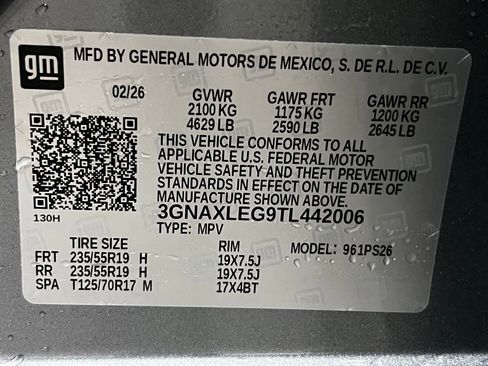 gm
MFD BY GENERAL MOTORS DE MEXICO, S. DE R.L. DE C.V.
02/26 GVWR GAWR FRT GAWR RR
2100 KG 1175 KG 1200 KG
4629 LB 2590 LB 2645 LB
THIS VEHICLE CONFORMS TO ALL
APPLICABLE U.S. FEDERAL MOTOR
VEHICLE SAFETY AND THEFT PREVENTION
STANDARDS IN EFFECT ON THE DATE OF
MANUFACTURE SHOWN ABOVE.
130H 3GNAXLEG9TL442006
TYPE: MPV
TIRE SIZE RIM MODEL: 961PS26
FRT 235/55R19 H 19X7.5J
RR 235/55R19 H 19X7.5J
SPA T125/70R17 M 17X4BT